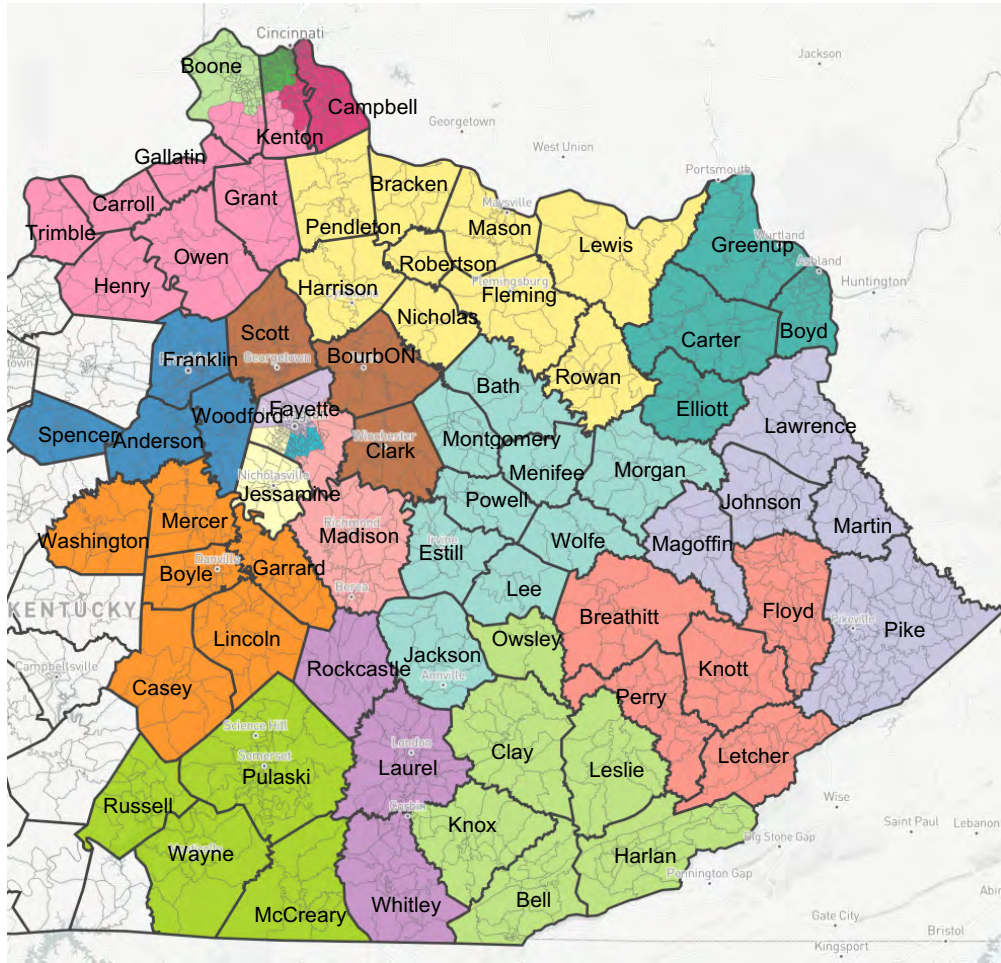 Cincinnati
Boone
Jackson
Campbell
Georgetown
Kenton
West Union
Gallatin
Portsmouth
Bracken
Grant
Carroll
Maysville
Pendleton
Mason
Trimble
Lewis
Greenup
Wurtland
Owen
Robertson
Ashland
Henry
Harrison
Flemingsburg
Huntington
Fleming
Nicholas
Scott
BourbON
Boyd
Carter
Franklin
Georgetown
Bath
Rowan
Elliott
Fayette
Woodford
Lawrence
Spencer
Anderson
Winchester
Montgomery
Clark
Nicholasville
Menifee
Morgan
Jessamine
Powell
Johnson
Mercer
Richmond
Martin
Washington
Madison
Irvine
Wolfe
Magoffin
Estill
Danville
Garrard
Boyle
Berea
Lee
KENTUCKY
Breathitt
Floyd
Pikeville
Pike
Lincoln
Owsley
Jackson
Rockcastle
Knott
Campbellsville
Annville
Casey
Perry
Science Hill
London
Clay
Letcher
Somerset
Pulaski
Laurel
Leslie
Russell
Corbin
Wise
Knox
Saint Paul
Lebanon
Big Stone Gap
Wayne
Harlan
Pennington Gap
Bell
Whitley
McCreary
Gate City
Bristol
Kingsport